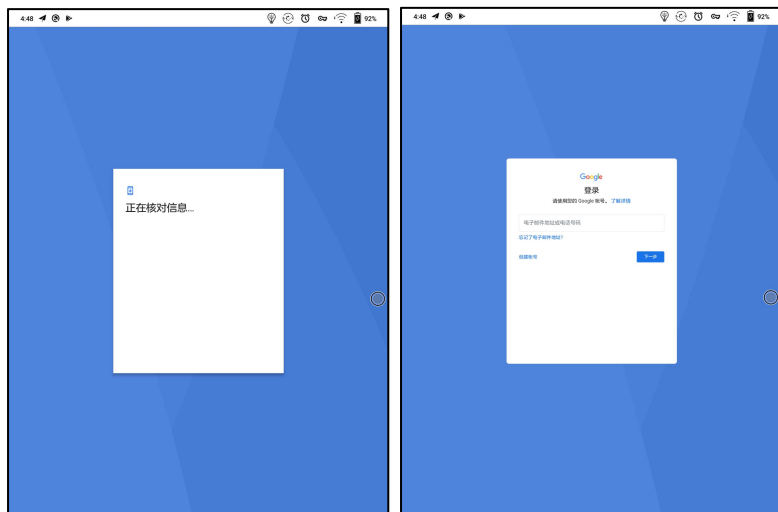 4:48
92%
正在核对信息...
4:48
92%
Google
登录
请使用您的 Google 账号。 了解详情
电子邮件地址或电话号码
忘记了电子邮件地址?
创建账号
下一步